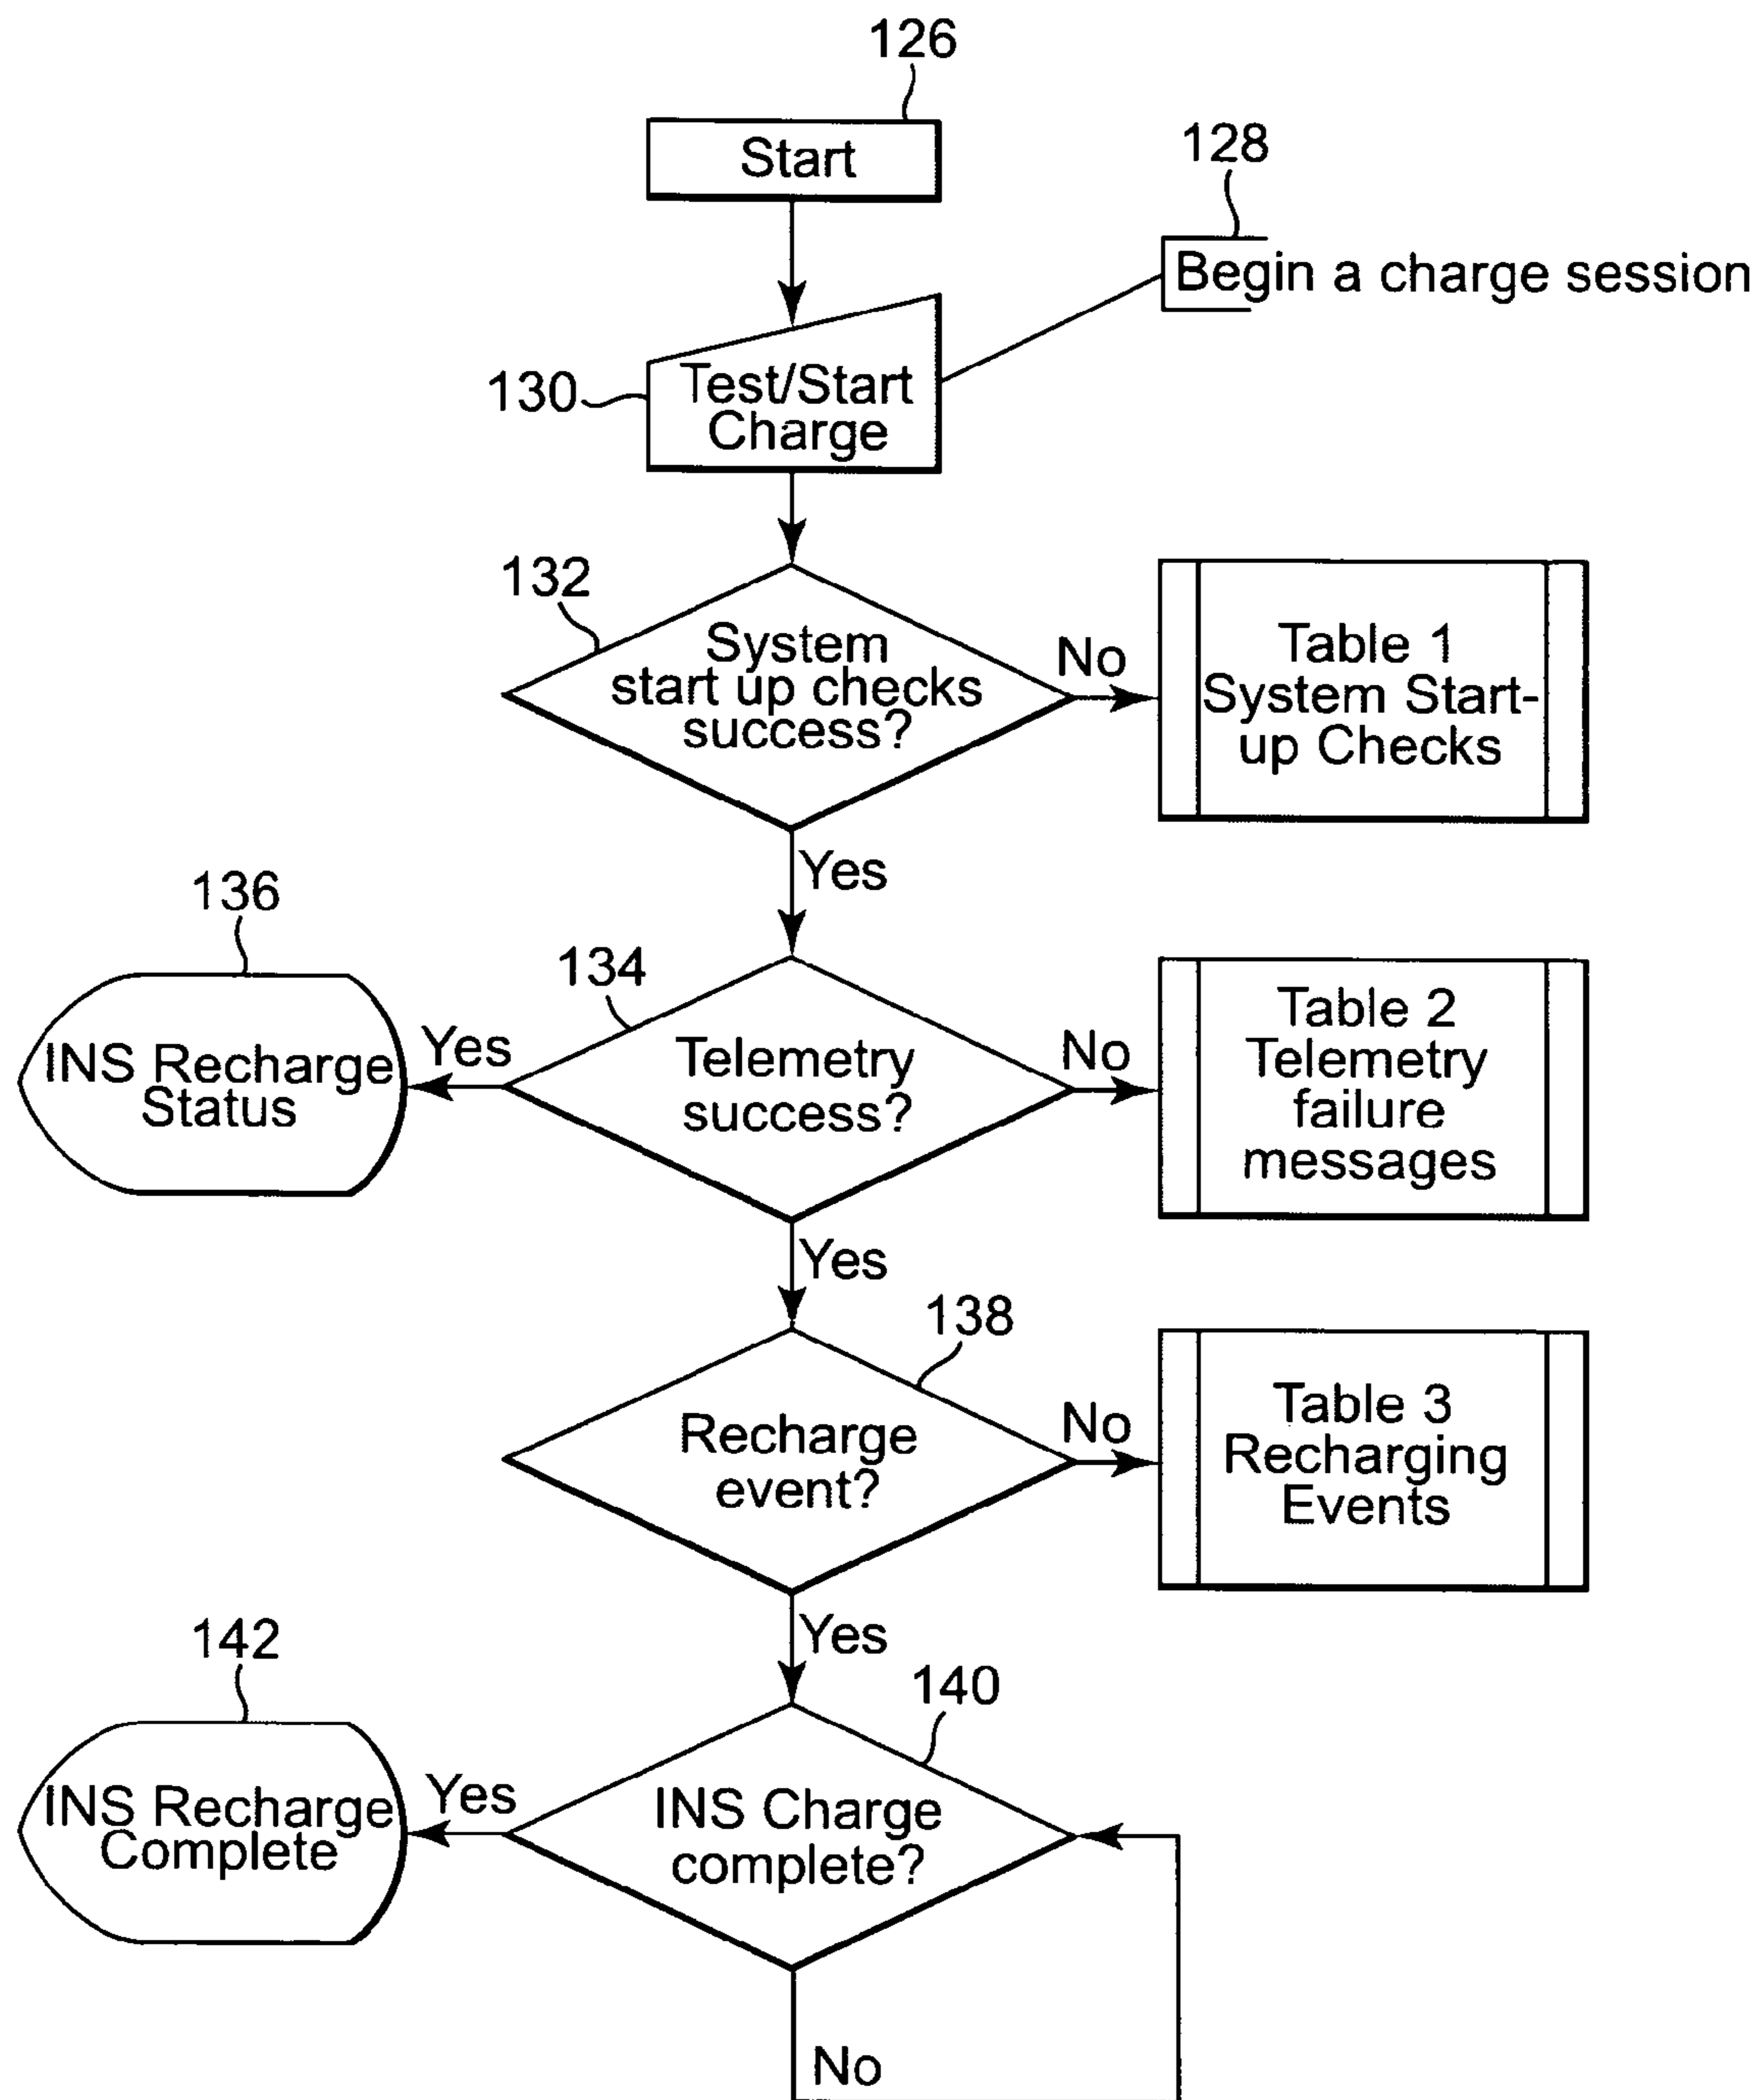 126
Start
128
Begin a charge session
130
Test/Start
Charge
132
System
start up checks
success?
No
Table 1
System Start-
up Checks
Yes
136
134
INS Recharge
Status
Yes
Telemetry
success?
No
Table 2
Telemetry
failure
messages
Yes
138
Recharge
event?
No
Table 3
Recharging
Events
Yes
142
140
INS Recharge
Complete
Yes
INS Charge
complete?
No